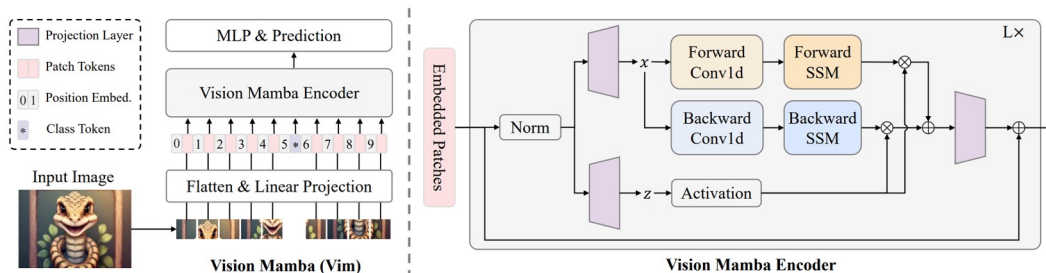 Projection Layer
Patch Tokens
0 1 Position Embed.
* Class Token
Input Image
MLP & Prediction
Vision Mamba Encoder
0 1 2 3 4 5 * 6 7 8 9
Flatten & Linear Projection
Vision Mamba (Vim)
Embedded Patches
L×
Norm
x
Forward
Conv1d
Forward
SSM
Backward
Conv1d
Backward
SSM
z
Activation
Vision Mamba Encoder